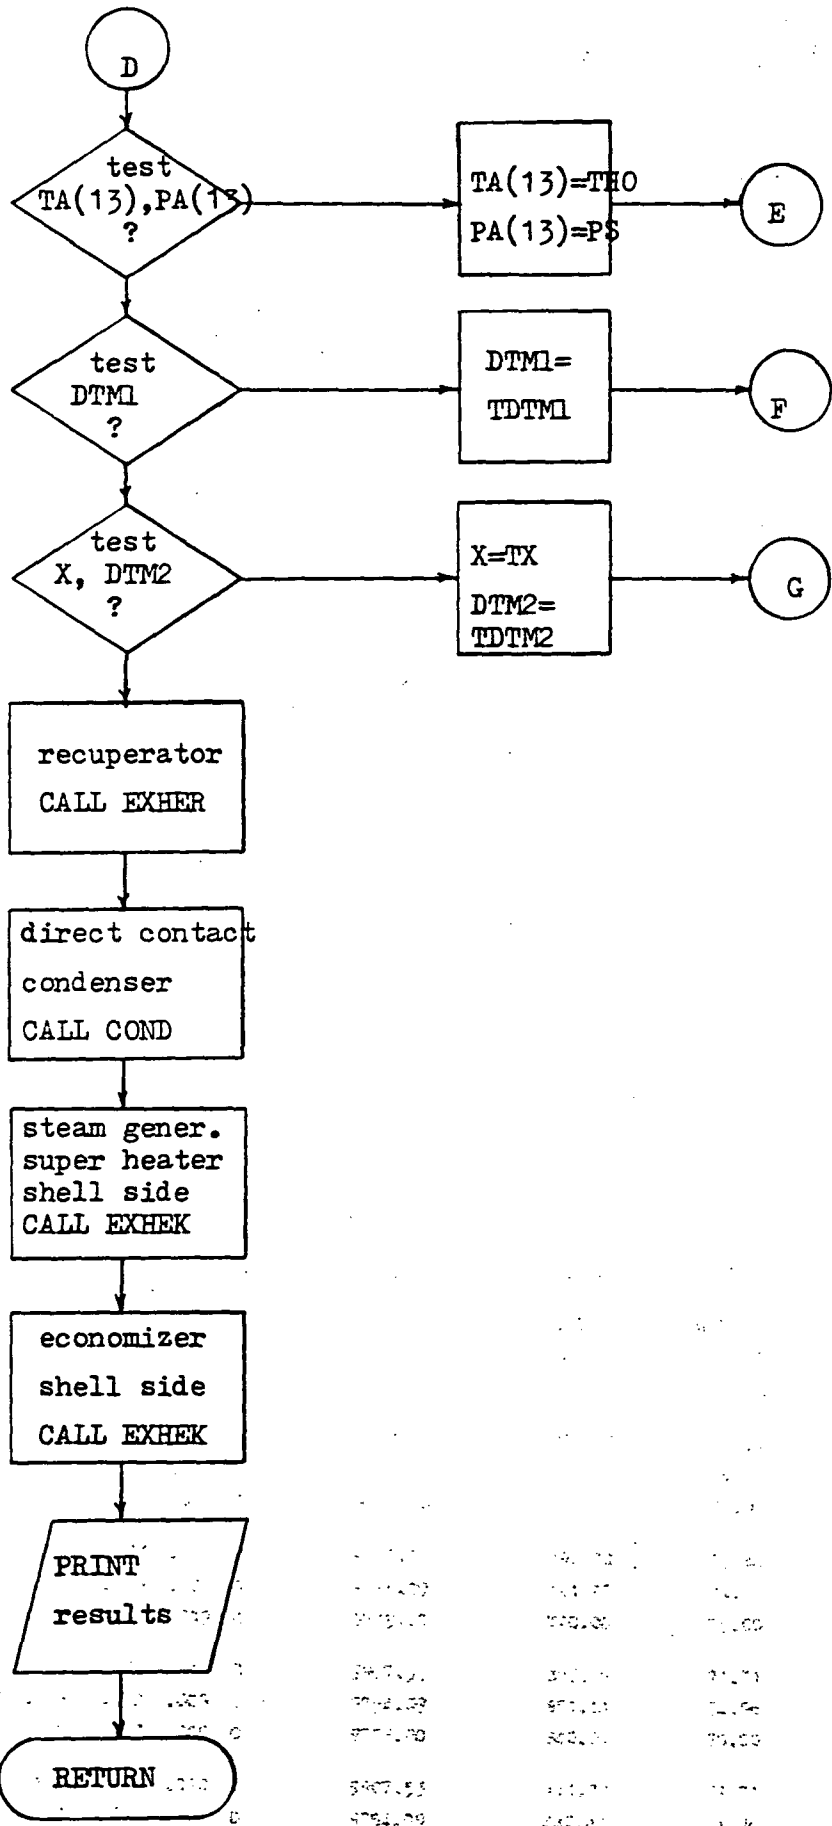 D
test
TA(13),PA(13)
?
TA(13)=THO
PA(13)=PS
E
test
DTM1
?
DTM1=
TDTM1
F
test
X, DTM2
?
X=TX
DTM2=
TDTM2
G
recuperator
CALL EXHER
direct contact
condenser
CALL COND
steam gener.
super heater
shell side
CALL EXHEK
economizer
shell side
CALL EXHEK
PRINT
results
RETURN